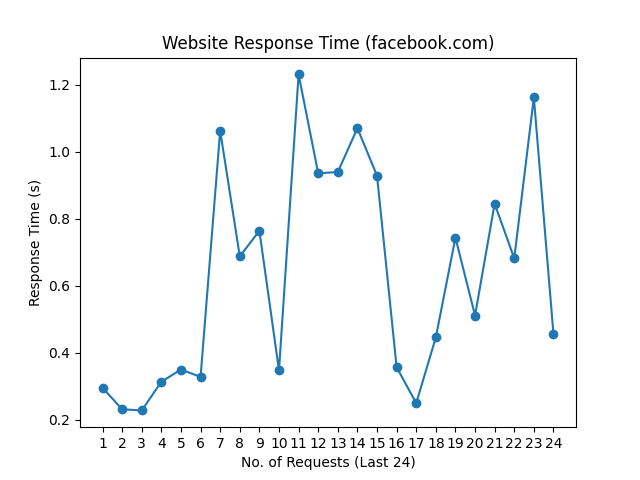 Website Response Time (facebook.com)
1.2
1.0
0.8
0.6
0.4
0.2
Response Time (s)
1 2 3 4 5 6 7 8 9 10 11 12 13 14 15 16 17 18 19 20 21 22 23 24
No. of Requests (Last 24)